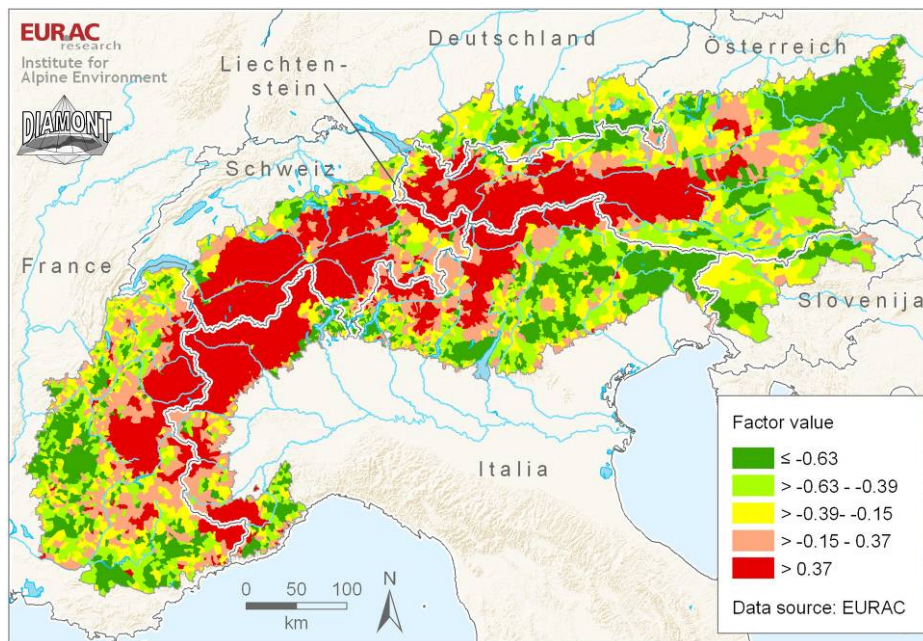 EURAC
research
Institute for
Alpine Environment
DIAMONT
Deutschland
Österreich
Liechten-
stein
Schweiz
France
Slovenija
Italia
0 50 100
km
N
Factor value
≤ -0.63
> -0.63 - -0.39
> -0.39- -0.15
> -0.15 - 0.37
> 0.37
Data source: EURAC